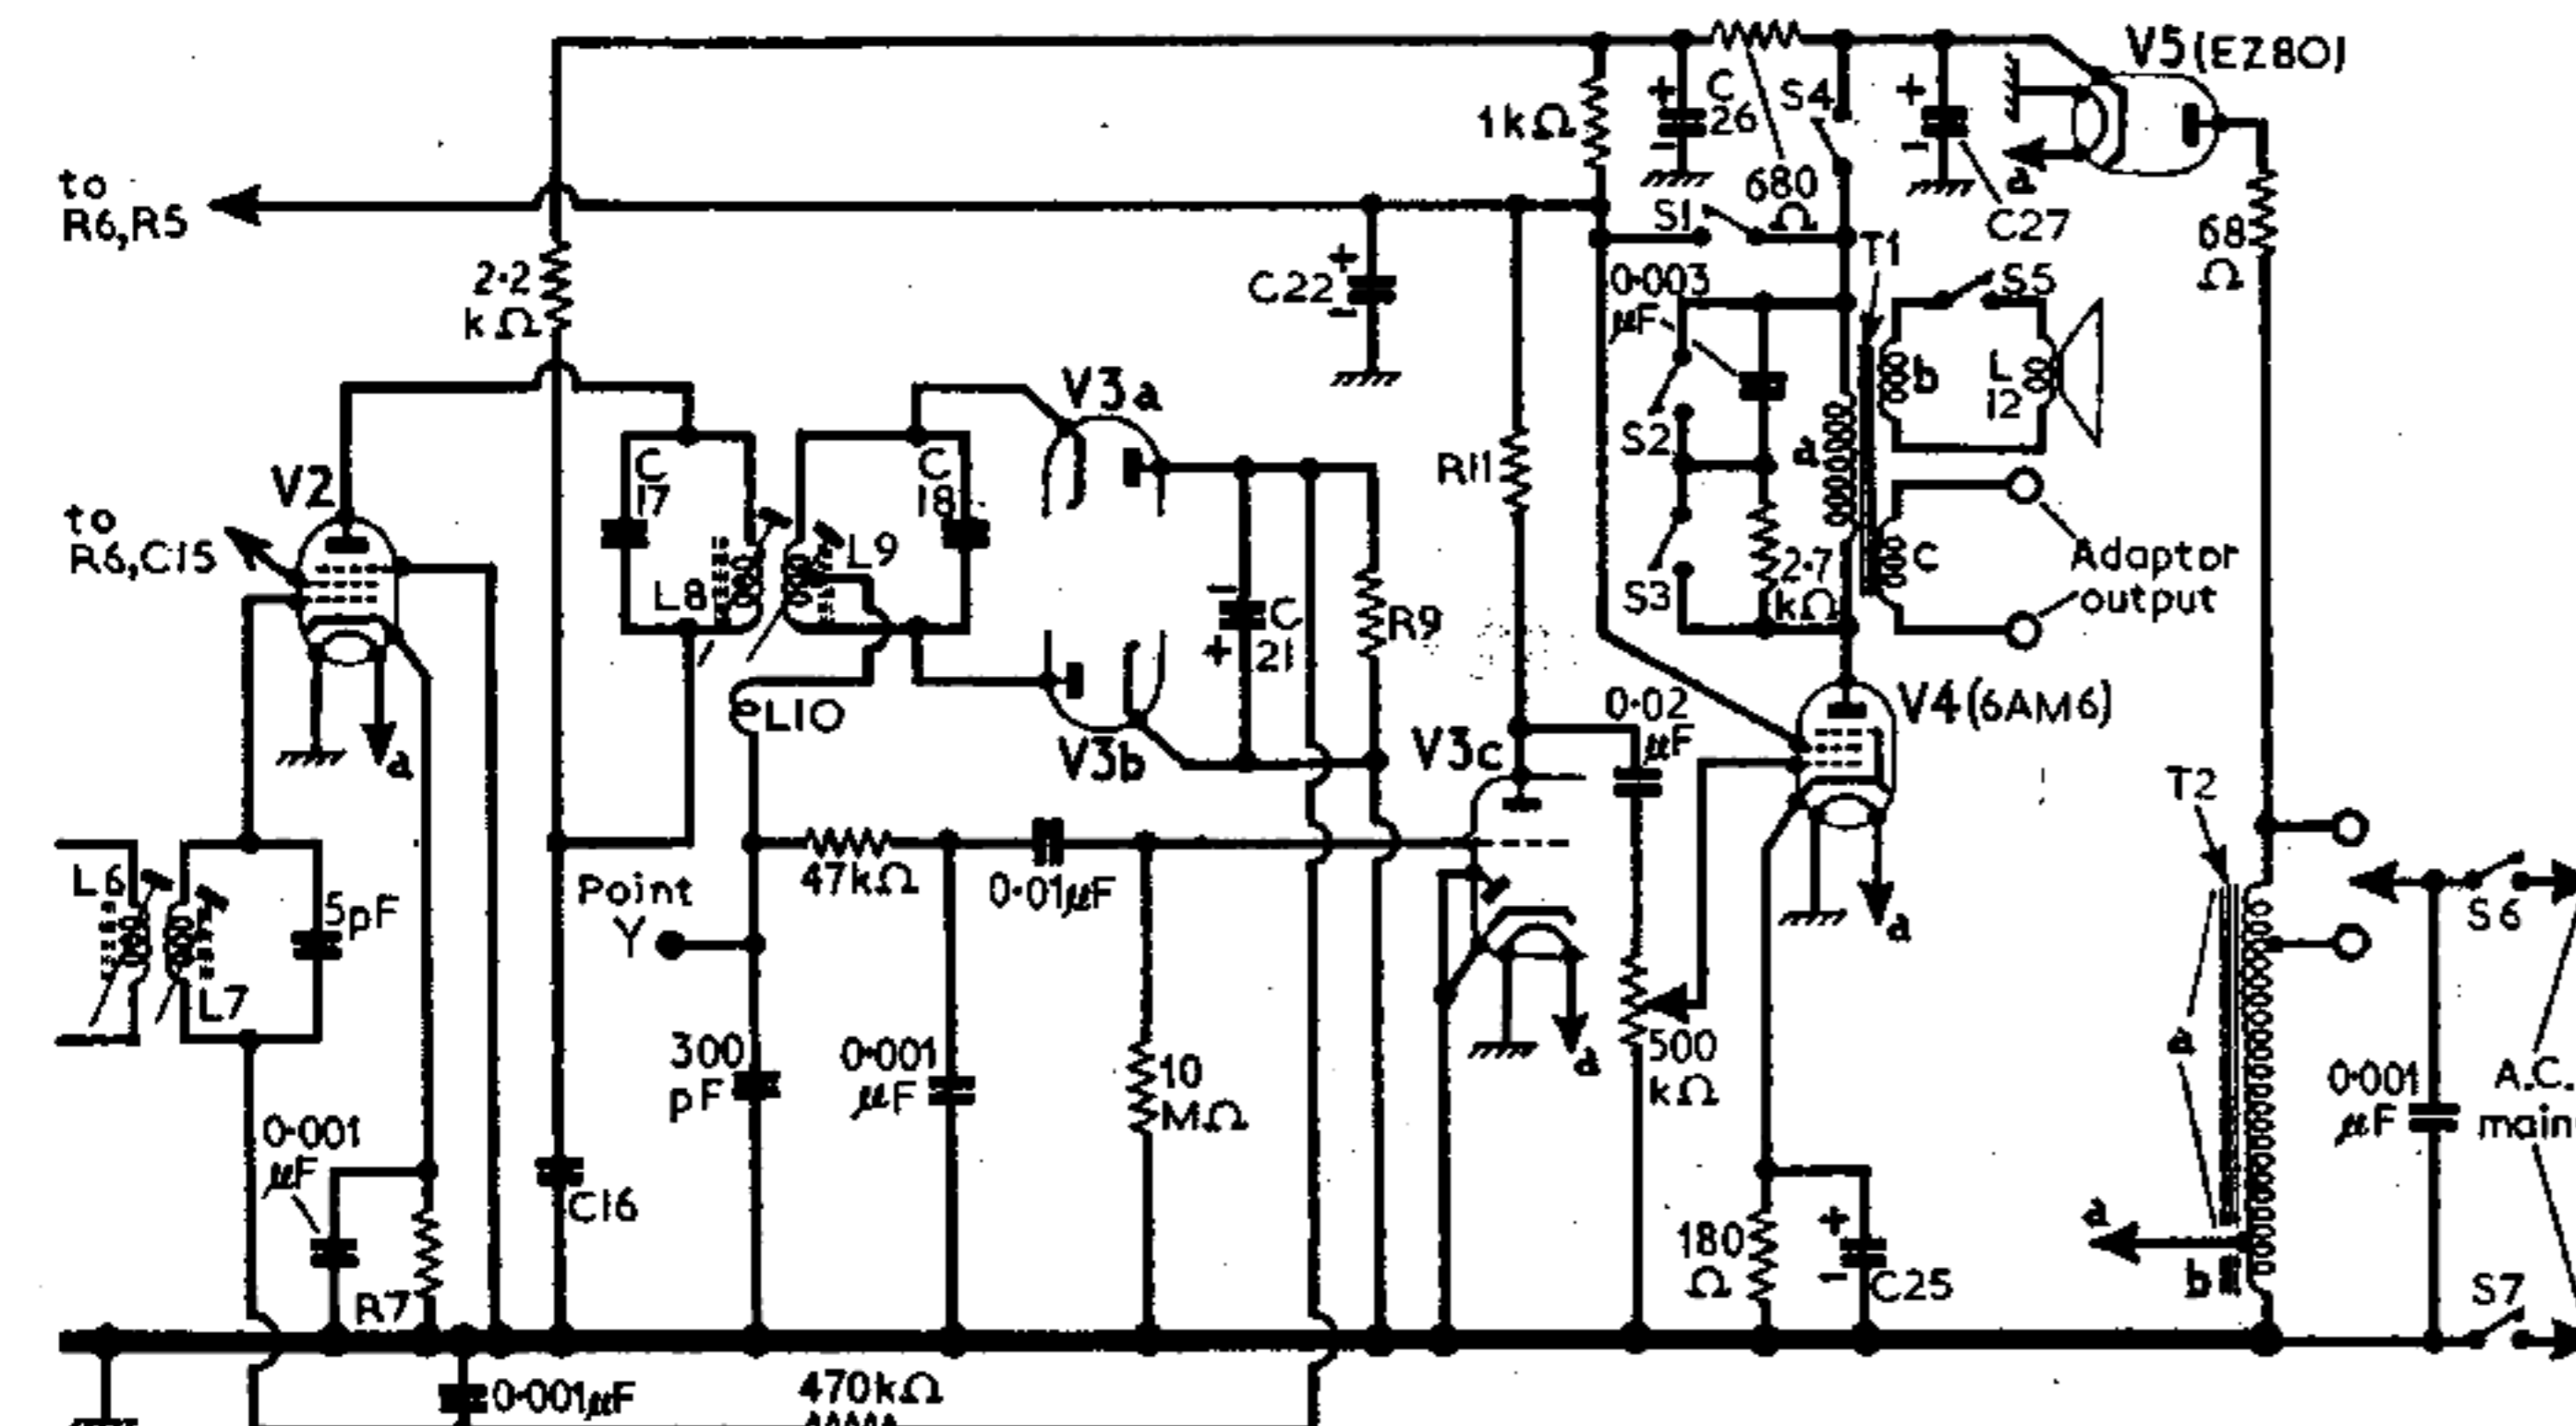 V5(EZ80)
1kΩ
C
26
S4
680
Ω
a
C27
to
R6,R5
S1
T1
68
Ω
2·2
kΩ
C22
0·003
µF
S5
b
L
12
V3a
S2
a
V2
C
17
C
18
R11
to
R6,C15
L8
L9
C
21
R9
S3
2·7
kΩ
c
Adaptor
output
L10
V3b
V3c
0·02
µF
V4(6AM6)
a
T2
L6
5pF
L7
Point
Y
47kΩ
0·01µF
a
S6
300
pF
0·001
µF
10
MΩ
a
500
kΩ
a
0·001
µF
A.C.
main
0·001
µF
R7
C16
180
Ω
C25
a
b
S7
0·001µF
470kΩ